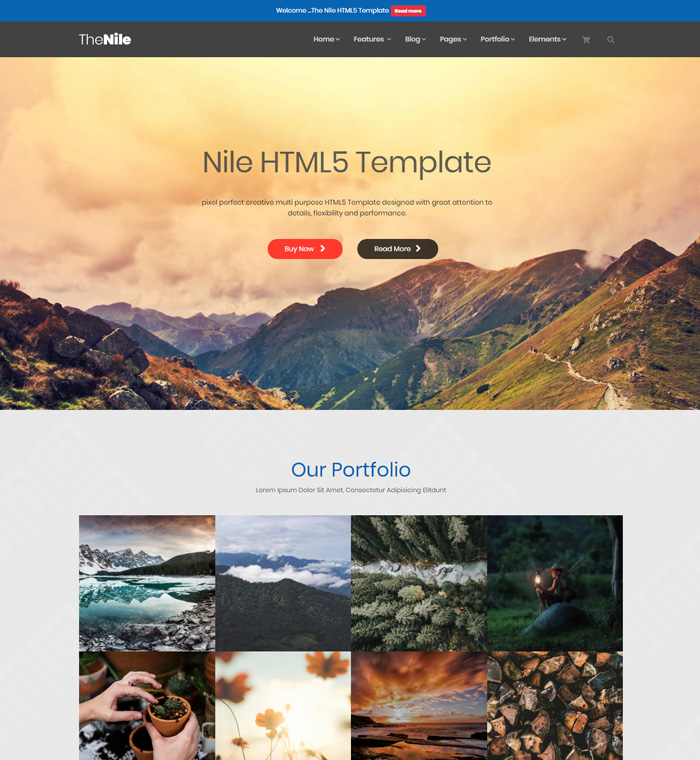 Welcome ...The Nile HTML5 Template Read more
TheNile Home Features Blog Pages Portfolio Elements
Nile HTML5 Template
pixel perfect creative multi purpose HTML5 Template designed with great attention to
details, flexibility and performance.
Buy Now Read More
Our Portfolio
Lorem Ipsum Dolor Sit Amet, Consectetur Adipisicing Elitdunt